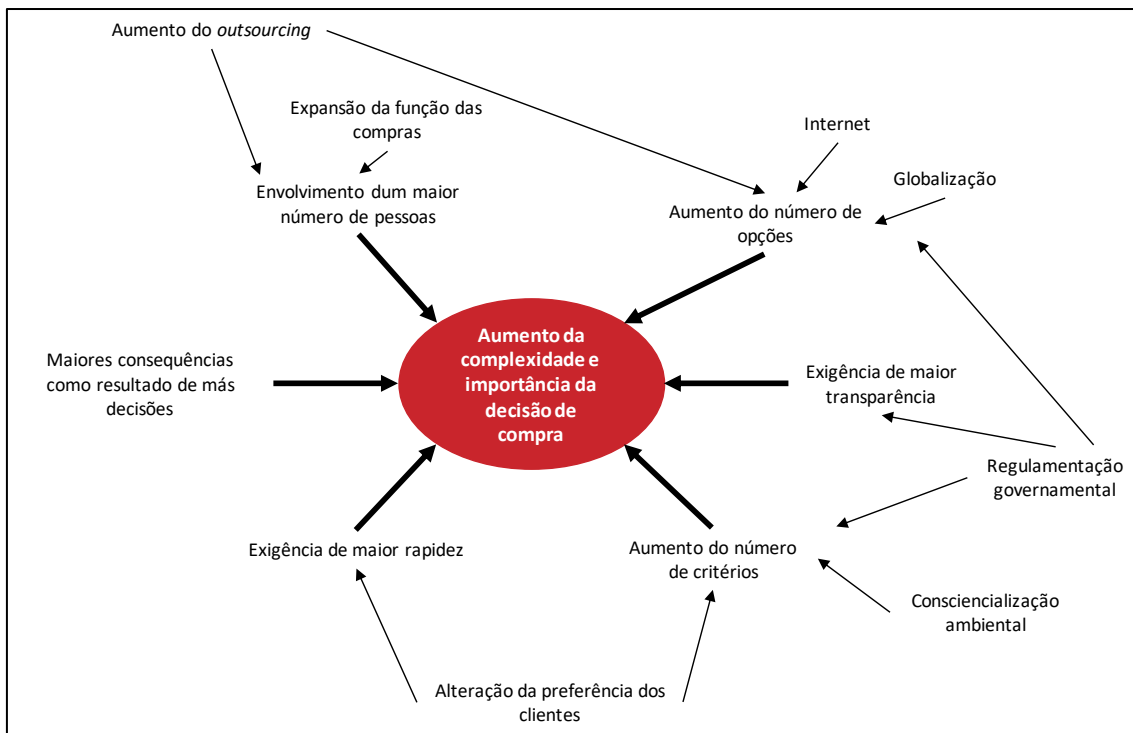 Aumento do outsourcing
Expansão da função das
compras
Internet
Globalização
Envolvimento dum maior
número de pessoas
Aumento do número de
opções
Aumento da
complexidade e
importância da
decisão de
compra
Maiores consequências
como resultado de más
decisões
Exigência de maior
transparência
Regulamentação
governamental
Exigência de maior rapidez
Aumento do número
de critérios
Consciencialização
ambiental
Alteração da preferência dos
clientes